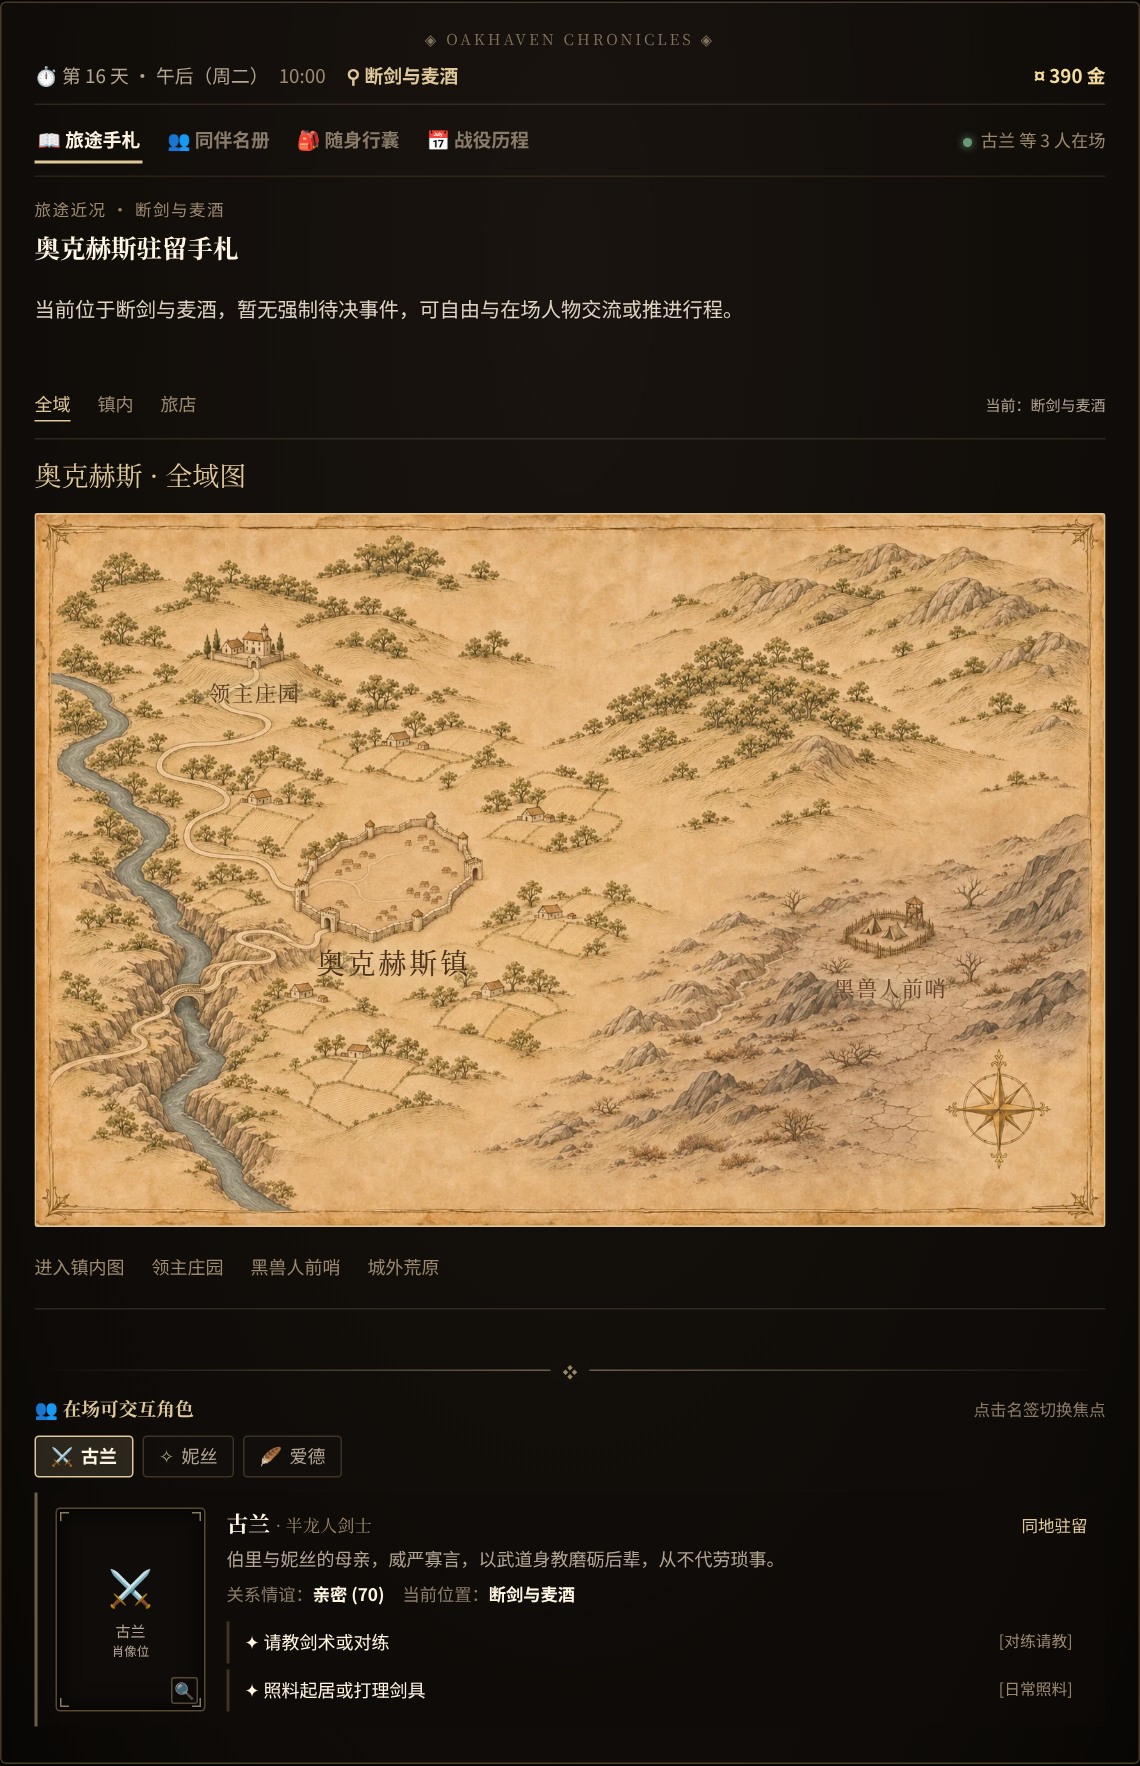 ◈ OAKHAVEN CHRONICLES ◈
⏱️ 第 16 天 · 午后（周二） 10:00 断剑与麦酒 ¤ 390 金
📖 旅途手札 👥 同伴名册 🎒 随身行囊 📅 战役历程 ● 古兰 等 3 人在场
旅途近况 · 断剑与麦酒
奥克赫斯驻留手札
当前位于断剑与麦酒，暂无强制待决事件，可自由与在场人物交流或推进行程。
全域 镇内 旅店 当前：断剑与麦酒
奥克赫斯 · 全域图
领主庄园
奥克赫斯镇
黑兽人前哨
进入镇内图 领主庄园 黑兽人前哨 城外荒原
👥 在场可交互角色 点击名签切换焦点
⚔️ 古兰 ✧ 妮丝 🪶 爱德
古兰 · 半龙人剑士 同地驻留
伯里与妮丝的母亲，威严寡言，以武道身教磨砺后辈，从不代劳琐事。
关系情谊：亲密 (70) 当前位置：断剑与麦酒
古兰
肖像位
✦ 请教剑术或对练 [对练请教]
✦ 照料起居或打理剑具 [日常照料]